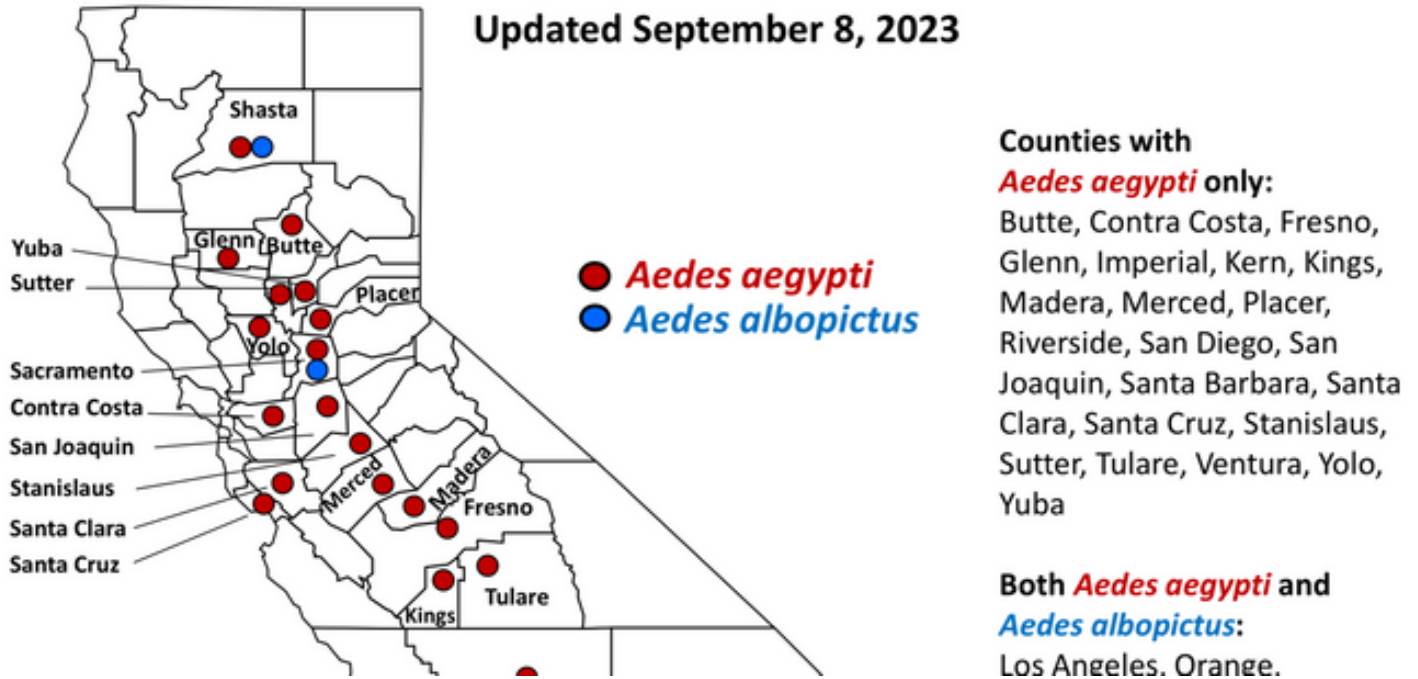 Updated September 8, 2023
Shasta
Glenn
Butte
Yuba
Sutter
Placer
Yolo
Sacramento
Contra Costa
San Joaquin
Stanislaus
Santa Clara
Santa Cruz
Merced
Madera
Fresno
Tulare
Kings
Aedes aegypti
Aedes albopictus
Counties with
Aedes aegypti only:
Butte, Contra Costa, Fresno,
Glenn, Imperial, Kern, Kings,
Madera, Merced, Placer,
Riverside, San Diego, San
Joaquin, Santa Barbara, Santa
Clara, Santa Cruz, Stanislaus,
Sutter, Tulare, Ventura, Yolo,
Yuba
Both Aedes aegypti and
Aedes albopictus:
Los Angeles, Orange,